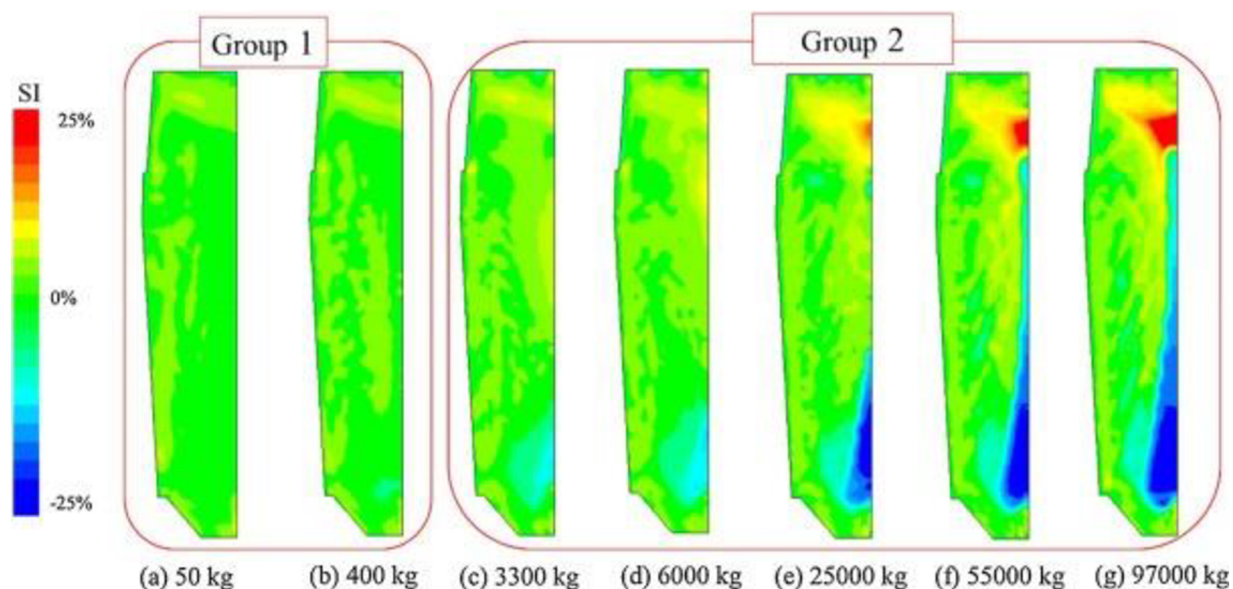 Group 1
Group 2
SI
25%
0%
-25%
(a) 50 kg
(b) 400 kg
(c) 3300 kg
(d) 6000 kg
(e) 25000 kg
(f) 55000 kg
(g) 97000 kg